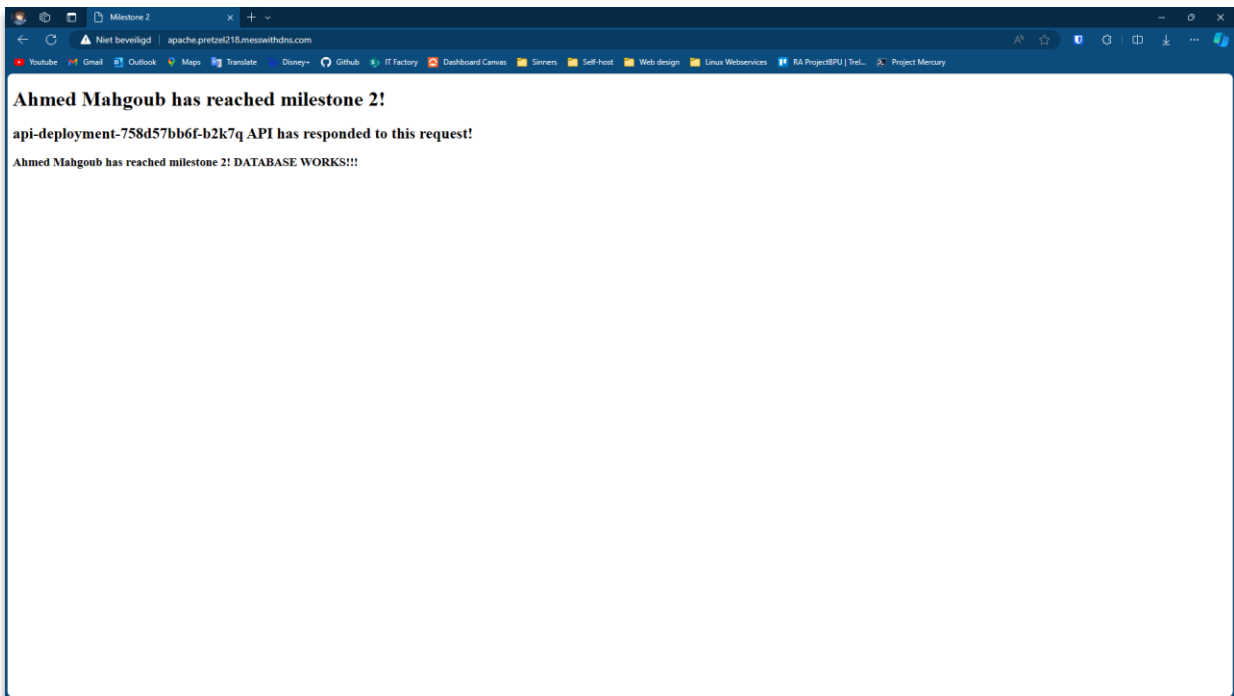 Milestone 2
Niet beveiligd | apache.pretzel218.messwithdns.com
Youtube Gmail Outlook Maps Translate Disney+ Github IT Factory Dashboard Canvas Sinners Self-host Web design Linux Webservices RA ProjectBPU | Trel... Project Mercury
Ahmed Mahgoub has reached milestone 2!
api-deployment-758d57bb6f-b2k7q API has responded to this request!
Ahmed Mahgoub has reached milestone 2! DATABASE WORKS!!!